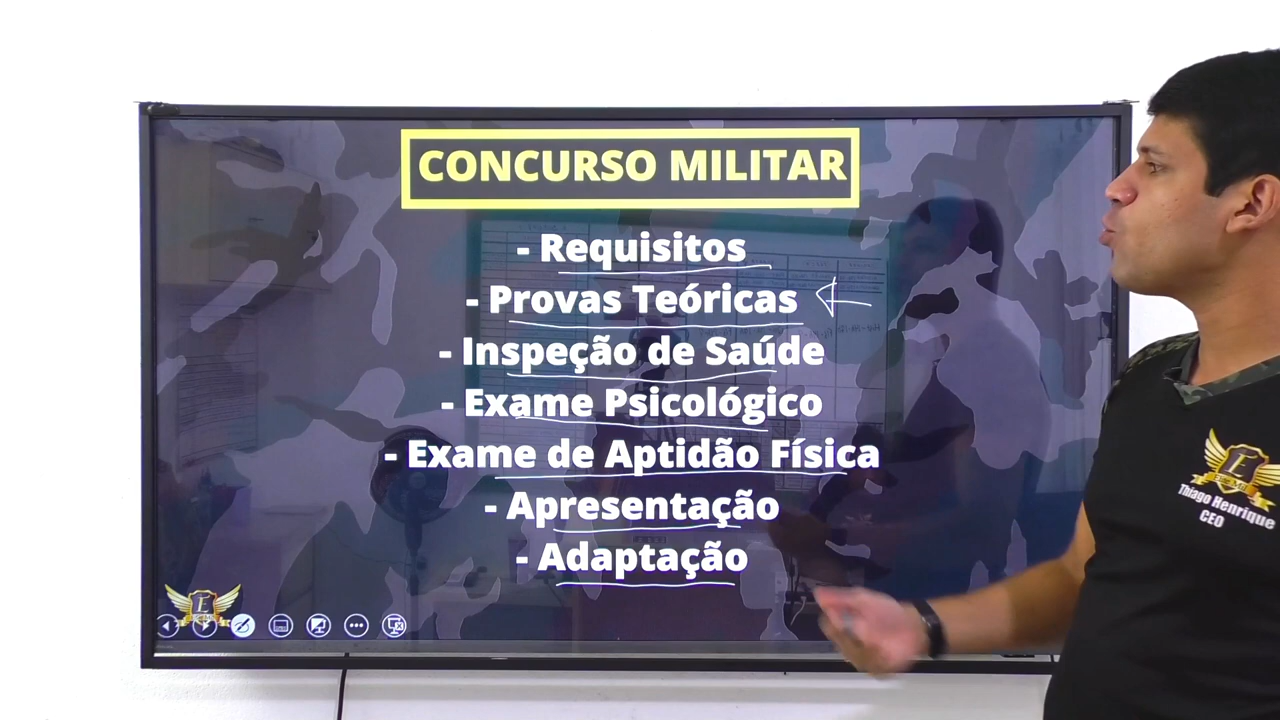 CONCURSO MILITAR
- Requisitos
- Provas Teóricas
- Inspeção de Saúde
- Exame Psicológico
- Exame de Aptidão Física
- Apresentação
- Adaptação
E
E
Thiago Henrique
CEO